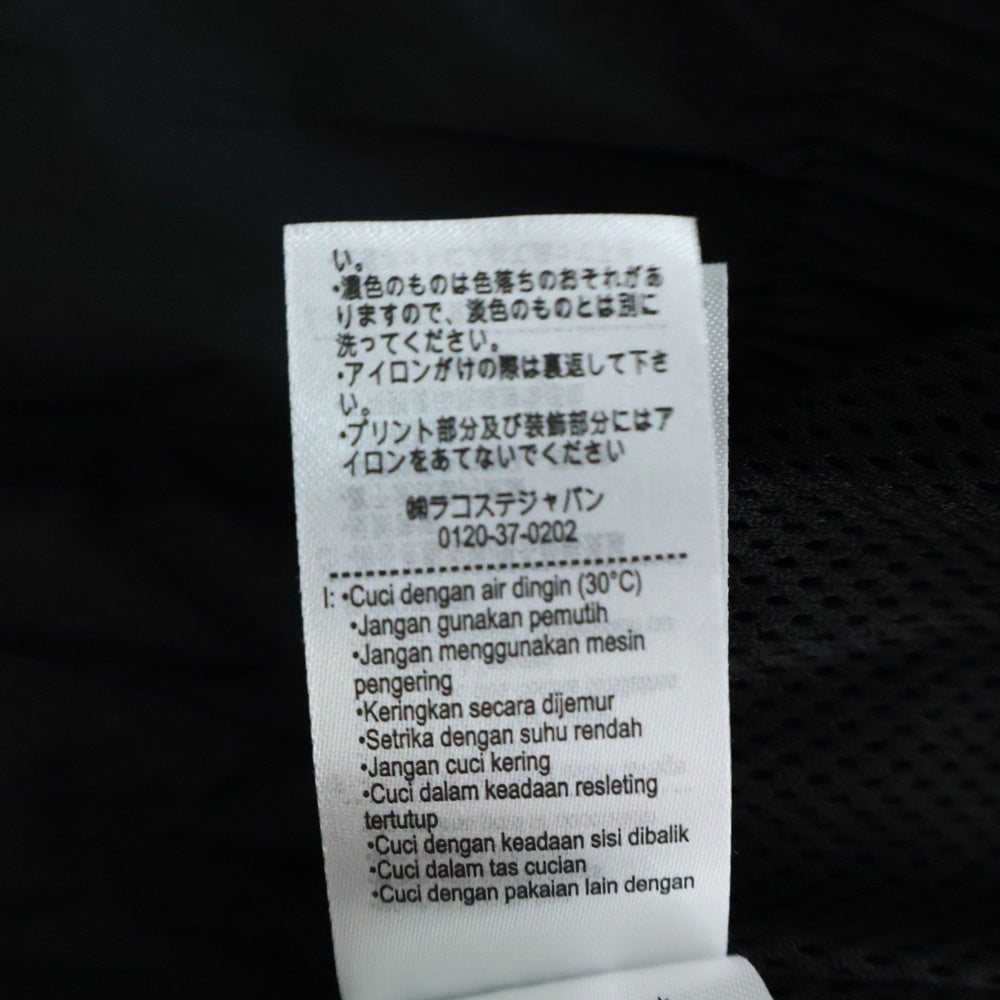 い。
•濃色のものは色落ちのおそれがあ
りますので、淡色のものとは別に
洗ってください。
•アイロンがけの際は裏返して下さ
い。
•プリント部分及び装飾部分にはア
イロンをあてないでください
㈱ラコステジャパン
0120-37-0202
I: •Cuci dengan air dingin (30°C)
•Jangan gunakan pemutih
•Jangan menggunakan mesin
pengering
•Keringkan secara dijemur
•Setrika dengan suhu rendah
•Jangan cuci kering
•Cuci dalam keadaan resleting
tertutup
•Cuci dengan keadaan sisi dibalik
•Cuci dalam tas cucian
•Cuci dengan pakaian lain dengan